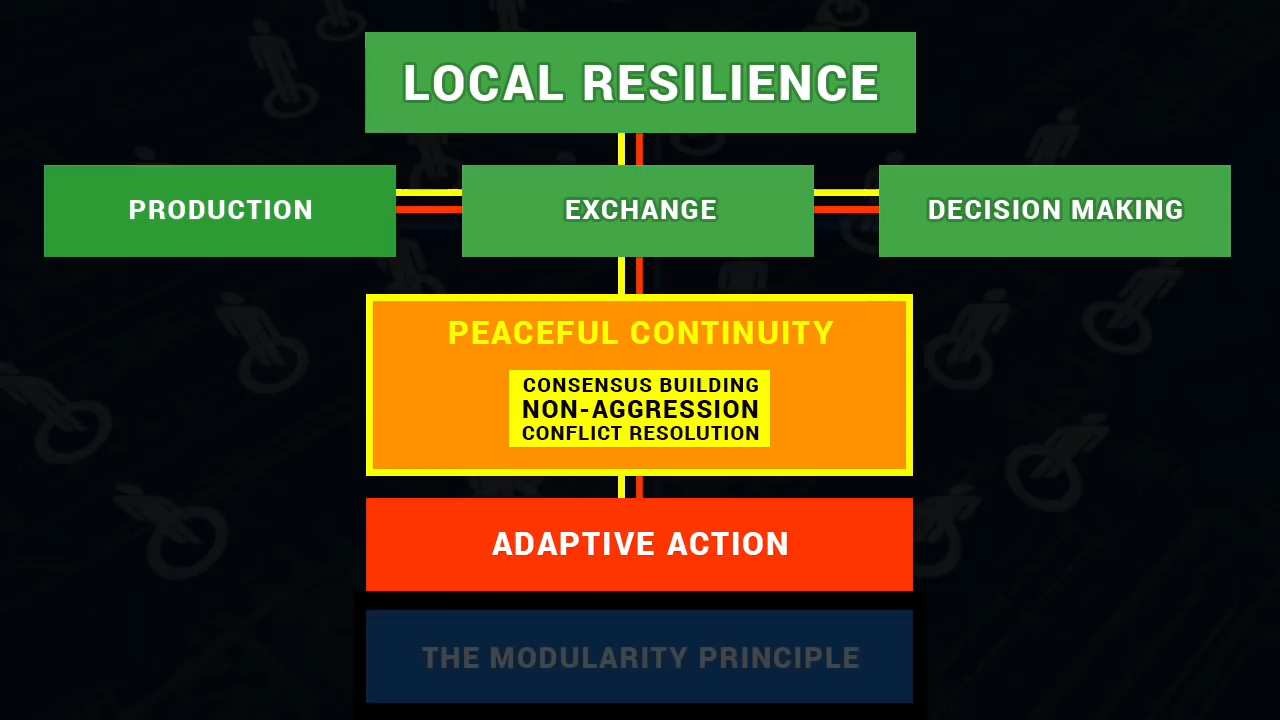 LOCAL RESILIENCE
PRODUCTION
EXCHANGE
DECISION MAKING
PEACEFUL CONTINUITY
CONSENSUS BUILDING
NON-AGGRESSION
CONFLICT RESOLUTION
ADAPTIVE ACTION
THE MODULARITY PRINCIPLE